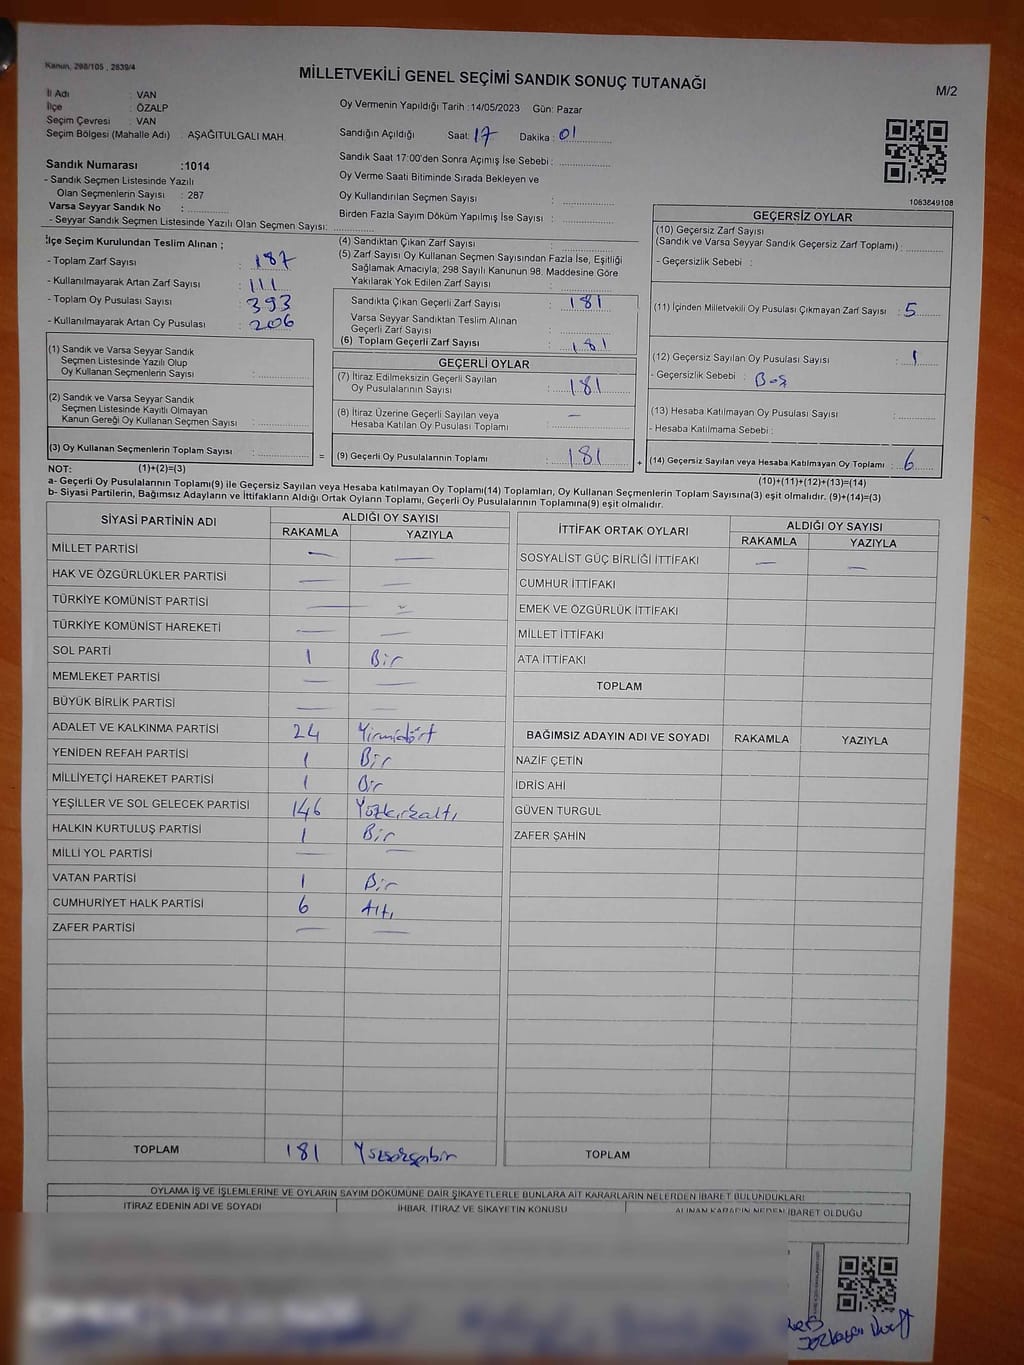 Kanun, 298/105 , 2839/4
MİLLETVEKİLİ GENEL SEÇİMİ SANDIK SONUÇ TUTANAĞI
M/2
İl Adı : VAN
İlçe : ÖZALP
Seçim Çevresi : VAN
Seçim Bölgesi (Mahalle Adı) : AŞAĞITULGALI MAH.
Sandık Numarası :1014
- Sandık Seçmen Listesinde Yazılı
Olan Seçmenlerin Sayısı : 287
Varsa Seyyar Sandık No :
- Seyyar Sandık Seçmen Listesinde Yazılı Olan Seçmen Sayısı:
Oy Vermenin Yapıldığı Tarih :14/05/2023 Gün: Pazar
Sandığın Açıldığı Saat: 17 Dakika : 01
Sandık Saat 17:00'den Sonra Açımış İse Sebebi :
Oy Verme Saati Bitiminde Sırada Bekleyen ve
Oy Kullandırılan Seçmen Sayısı :
Birden Fazla Sayım Döküm Yapılmış İse Sayısı :
1063849108
İlçe Seçim Kurulundan Teslim Alınan ;
- Toplam Zarf Sayısı : 187
- Kullanılmayarak Artan Zarf Sayısı : 111
- Toplam Oy Pusulası Sayısı : 393
- Kullanılmayarak Artan Oy Pusulası : 206
(1) Sandık ve Varsa Seyyar Sandık
Seçmen Listesinde Yazılı Olup
Oy Kullanan Seçmenlerin Sayısı :
(2) Sandık ve Varsa Seyyar Sandık
Seçmen Listesinde Kayıtlı Olmayan
Kanun Gereği Oy Kullanan Seçmen Sayısı :
(3) Oy Kullanan Seçmenlerin Toplam Sayısı :
(4) Sandıktan Çıkan Zarf Sayısı :
(5) Zarf Sayısı Oy Kullanan Seçmen Sayısından Fazla İse, Eşitliği
Sağlamak Amacıyla; 298 Sayılı Kanunun 98. Maddesine Göre
Yakılarak Yok Edilen Zarf Sayısı :
Sandıkta Çıkan Geçerli Zarf Sayısı : 181
Varsa Seyyar Sandıktan Teslim Alınan
Geçerli Zarf Sayısı :
(6) Toplam Geçerli Zarf Sayısı : 181
GEÇERLİ OYLAR
(7) İtiraz Edilmeksizin Geçerli Sayılan
Oy Pusulalarının Sayısı : 181
(8) İtiraz Üzerine Geçerli Sayılan veya
Hesaba Katılan Oy Pusulası Toplamı : —
= (9) Geçerli Oy Pusulalarının Toplamı : 181 +
GEÇERSİZ OYLAR
(10) Geçersiz Zarf Sayısı
(Sandık ve Varsa Seyyar Sandık Geçersiz Zarf Toplamı) :
- Geçersizlik Sebebi :
(11) İçinden Milletvekili Oy Pusulası Çıkmayan Zarf Sayısı : 5
(12) Geçersiz Sayılan Oy Pusulası Sayısı : 1
- Geçersizlik Sebebi : Boş
(13) Hesaba Katılmayan Oy Pusulası Sayısı :
- Hesaba Katılmama Sebebi :
(14) Geçersiz Sayılan veya Hesaba Katılmayan Oy Toplamı : 6
NOT: (1)+(2)=(3) (10)+(11)+(12)+(13)=(14)
a- Geçerli Oy Pusulalarının Toplamı(9) ile Geçersiz Sayılan veya Hesaba katılmayan Oy Toplamı(14) Toplamları, Oy Kullanan Seçmenlerin Toplam Sayısına(3) eşit olmalıdır. (9)+(14)=(3)
b- Siyasi Partilerin, Bağımsız Adayların ve İttifakların Aldığı Ortak Oyların Toplamı, Geçerli Oy Pusulalarının Toplamına(9) eşit olmalıdır.
SİYASİ PARTİNİN ADI ALDIĞI OY SAYISI
RAKAMLA YAZIYLA
MİLLET PARTİSİ — —
HAK VE ÖZGÜRLÜKLER PARTİSİ — —
TÜRKİYE KOMÜNİST PARTİSİ — —
TÜRKİYE KOMÜNİST HAREKETİ — —
SOL PARTİ 1 Bir
MEMLEKET PARTİSİ — —
BÜYÜK BİRLİK PARTİSİ — —
ADALET VE KALKINMA PARTİSİ 24 Yirmidört
YENİDEN REFAH PARTİSİ 1 Bir
MİLLİYETÇİ HAREKET PARTİSİ 1 Bir
YEŞİLLER VE SOL GELECEK PARTİSİ 146 Yüzkırkaltı
HALKIN KURTULUŞ PARTİSİ 1 Bir
MİLLİ YOL PARTİSİ — —
VATAN PARTİSİ 1 Bir
CUMHURİYET HALK PARTİSİ 6 Altı
ZAFER PARTİSİ — —
TOPLAM 181 Yüzseksenbir
İTTİFAK ORTAK OYLARI ALDIĞI OY SAYISI
RAKAMLA YAZIYLA
SOSYALİST GÜÇ BİRLİĞİ İTTİFAKI — —
CUMHUR İTTİFAKI
EMEK VE ÖZGÜRLÜK İTTİFAKI
MİLLET İTTİFAKI
ATA İTTİFAKI
TOPLAM
BAĞIMSIZ ADAYIN ADI VE SOYADI RAKAMLA YAZIYLA
NAZİF ÇETİN
İDRİS AHİ
GÜVEN TURGUL
ZAFER ŞAHİN
TOPLAM
OYLAMA İŞ VE İŞLEMLERİNE VE OYLARIN SAYIM DÖKÜMÜNE DAİR ŞİKAYETLERLE BUNLARA AİT KARARLARIN NELERDEN İBARET BULUNDUKLARI
İTİRAZ EDENİN ADI VE SOYADI İHBAR, İTİRAZ VE ŞİKAYETİN KONUSU ALINAN KARARIN NEDEN İBARET OLDUĞU